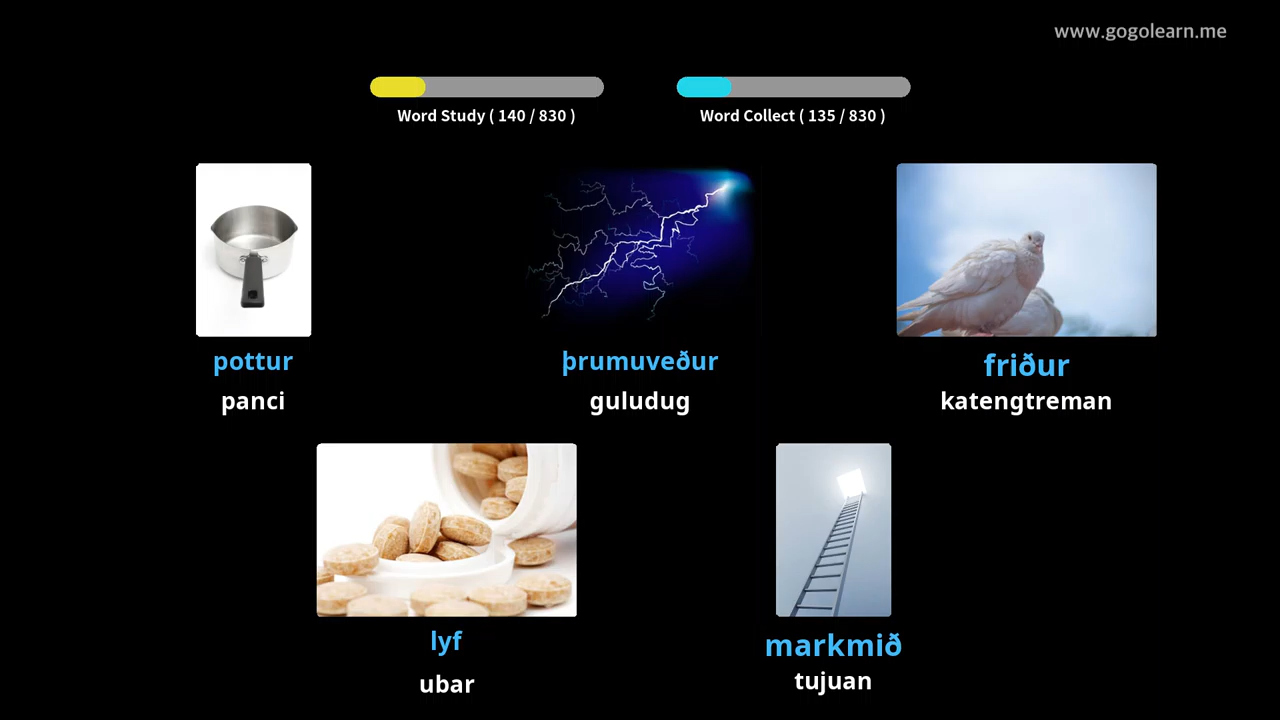 www.gogolearn.me
Word Study ( 140 / 830 )
Word Collect ( 135 / 830 )
pottur
panci
þrumuveður
guludug
friður
katengtreman
lyf
ubar
markmið
tujuan